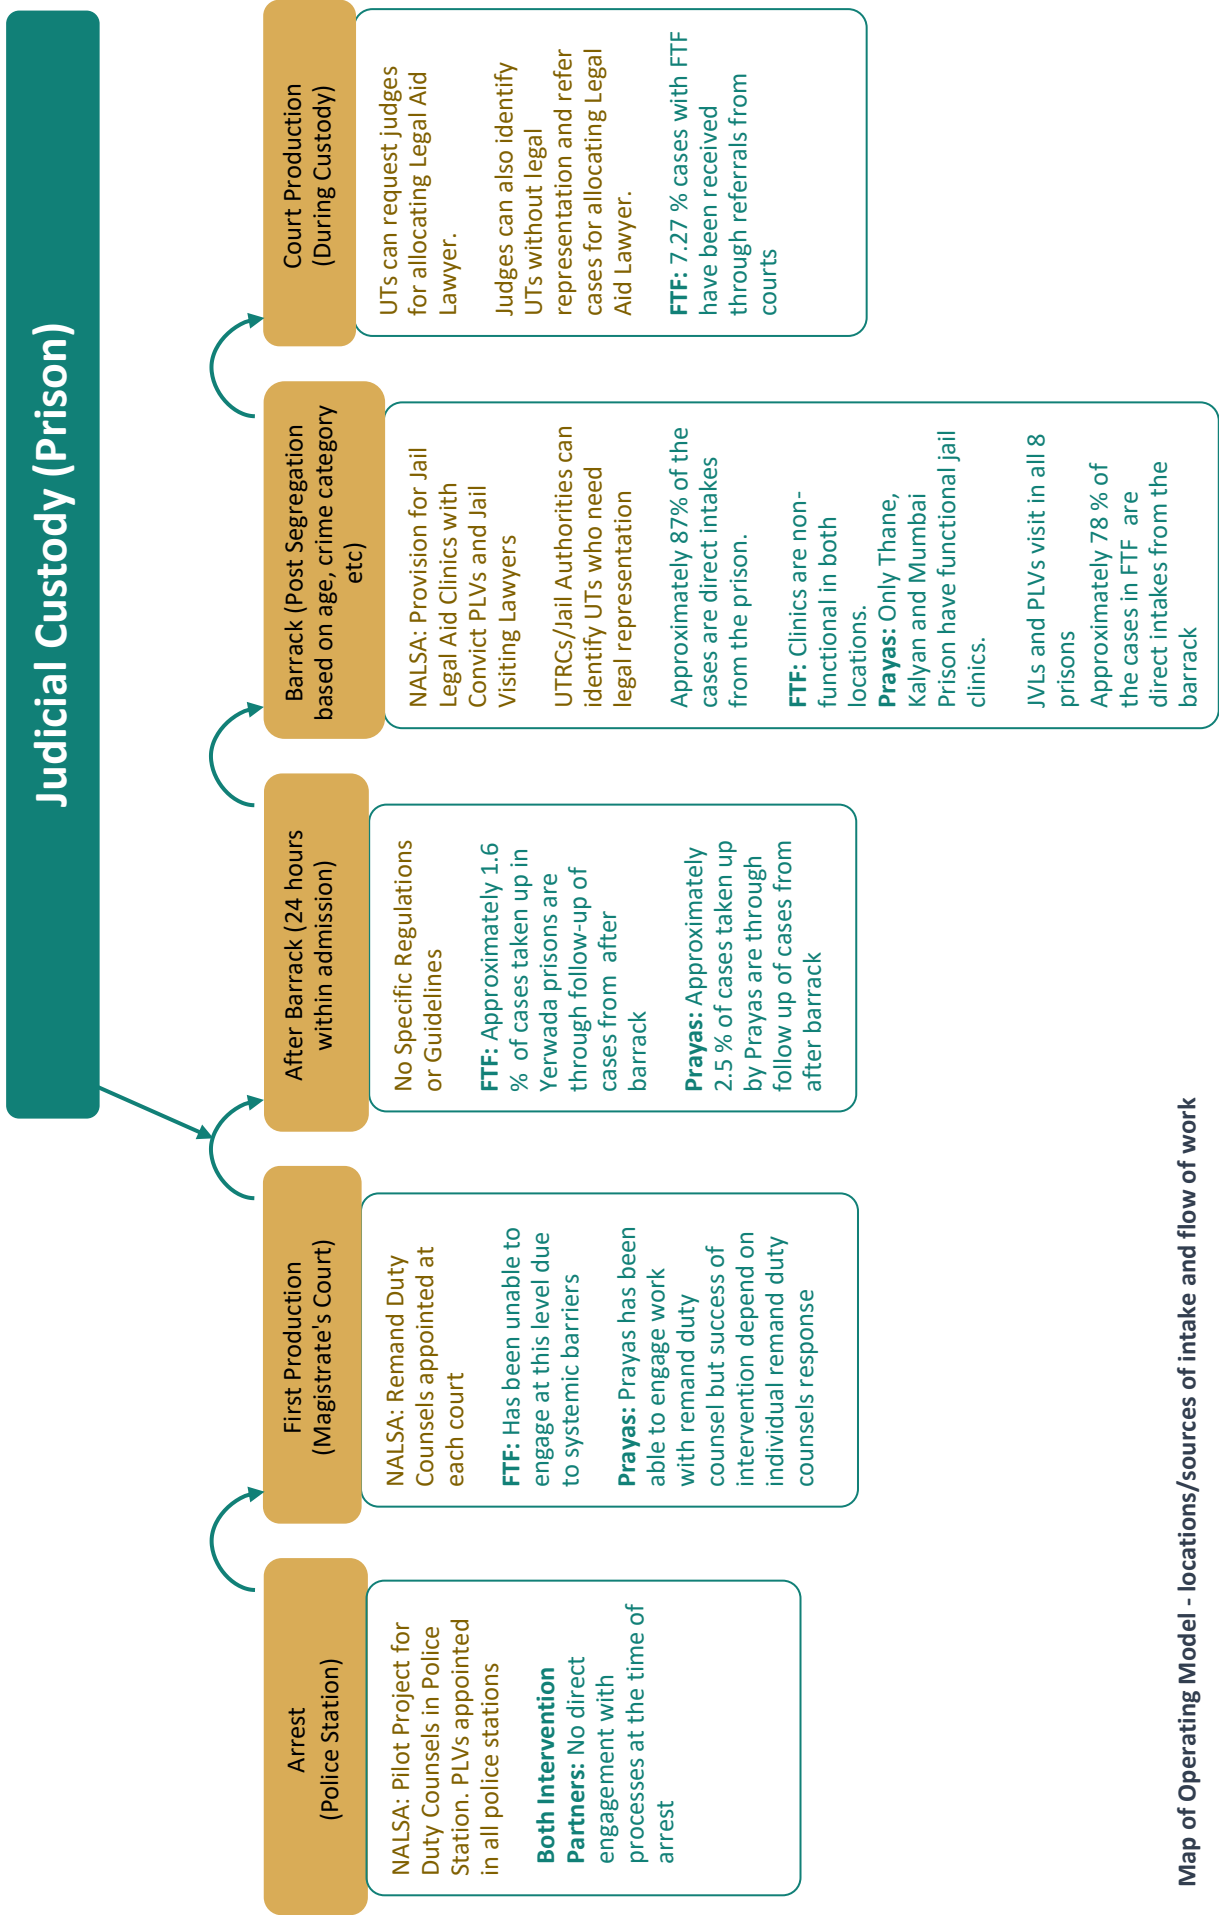 Judicial Custody (Prison)
Arrest
(Police Station)
NALSA: Pilot Project for
Duty Counsels in Police
Station. PLVs appointed
in all police stations
Both Intervention
Partners: No direct
engagement with
processes at the time of
arrest
First Production
(Magistrate's Court)
NALSA: Remand Duty
Counsels appointed at
each court
FTF: Has been unable to
engage at this level due
to systemic barriers
Prayas: Prayas has been
able to engage work
with remand duty
counsel but success of
intervention depend on
individual remand duty
counsels response
After Barrack (24 hours
within admission)
No Specific Regulations
or Guidelines
FTF: Approximately 1.6
% of cases taken up in
Yerwada prisons are
through follow-up of
cases from after
barrack
Prayas: Approximately
2.5 % of cases taken up
by Prayas are through
follow up of cases from
after barrack
Barrack (Post Segregation
based on age, crime category
etc)
NALSA: Provision for Jail
Legal Aid Clinics with
Convict PLVs and Jail
Visiting Lawyers
UTRCs/Jail Authorities can
identify UTs who need
legal representation
Approximately 87% of the
cases are direct intakes
from the prison.
FTF: Clinics are non-
functional in both
locations.
Prayas: Only Thane,
Kalyan and Mumbai
Prison have functional jail
clinics.
JVLs and PLVs visit in all 8
prisons
Approximately 78 % of
the cases in FTF are
direct intakes from the
barrack
Court Production
(During Custody)
UTs can request judges
for allocating Legal Aid
Lawyer.
Judges can also identify
UTs without legal
representation and refer
cases for allocating Legal
Aid Lawyer.
FTF: 7.27 % cases with FTF
have been received
through referrals from
courts
Map of Operating Model - locations/sources of intake and flow of work